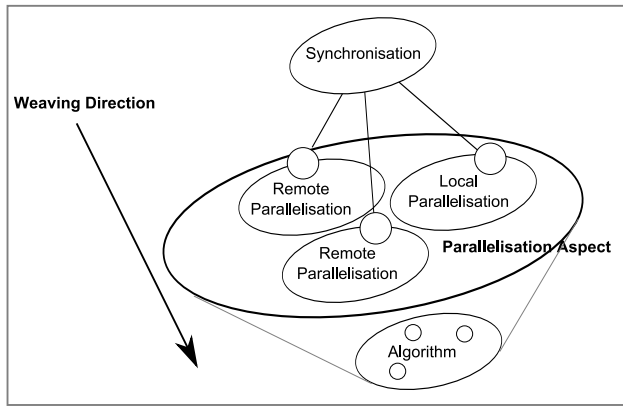 Synchronisation
Weaving Direction
Remote
Parallelisation
Local
Parallelisation
Remote
Parallelisation
Parallelisation Aspect
Algorithm